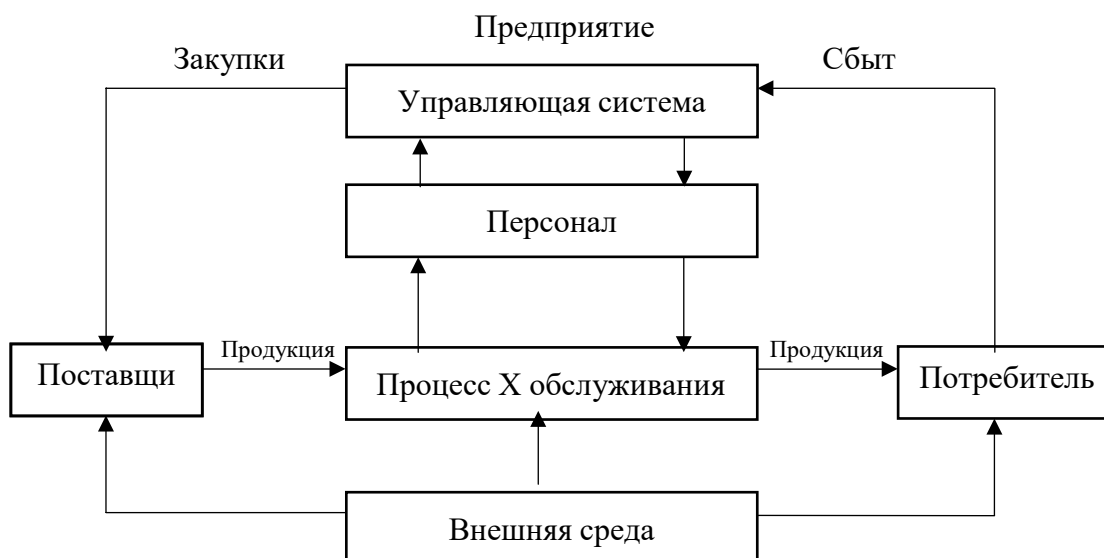 Предприятие
Закупки
Сбыт
Управляющая система
Персонал
Продукция
Продукция
Поставщи
Процесс X обслуживания
Потребитель
Внешняя среда